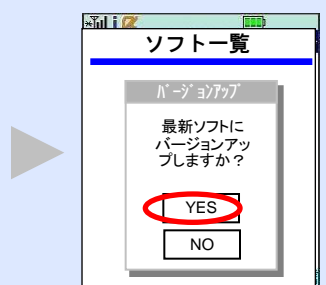 ソフト一覧
ﾊﾞｰｼﾞｮﾝｱｯﾌﾟ
最新ソフトに
バージョンアッ
プしますか？
YES
NO